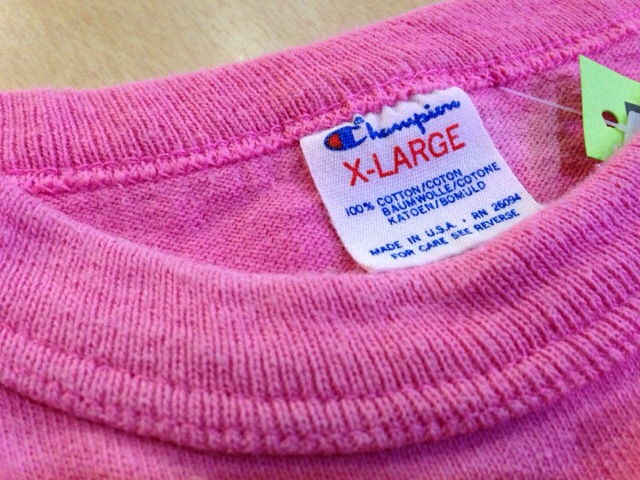 Champion
X-LARGE
100% COTTON/COTON
BAUMWOLLE/COTONE
KATOEN/BOMULD
MADE IN U.S.A. • RN 26094
FOR CARE SEE REVERSE